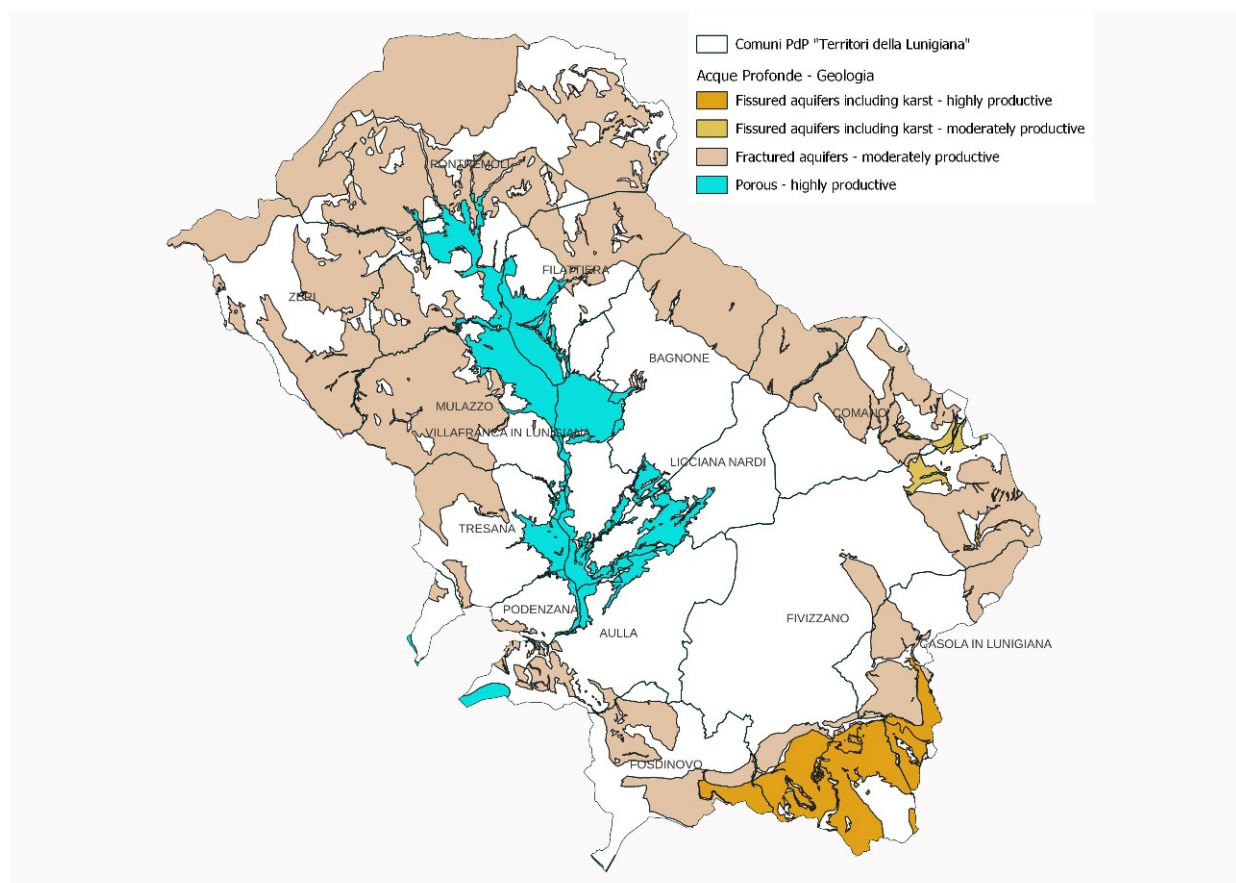 Comuni PdP "Territori della Lunigiana"
Acque Profonde - Geologia
Fissured aquifers including karst - highly productive
Fissured aquifers including karst - moderately productive
Fractured aquifers - moderately productive
Porous - highly productive
PONTREMOLI
FILATTIERA
ZERI
BAGNONE
MULAZZO
COMANO
VILLAFRANCA IN LUNIGIANA
LICCIANA NARDI
TRESANA
PODENZANA
AULLA
FIVIZZANO
CASOLA IN LUNIGIANA
FOSDINOVO